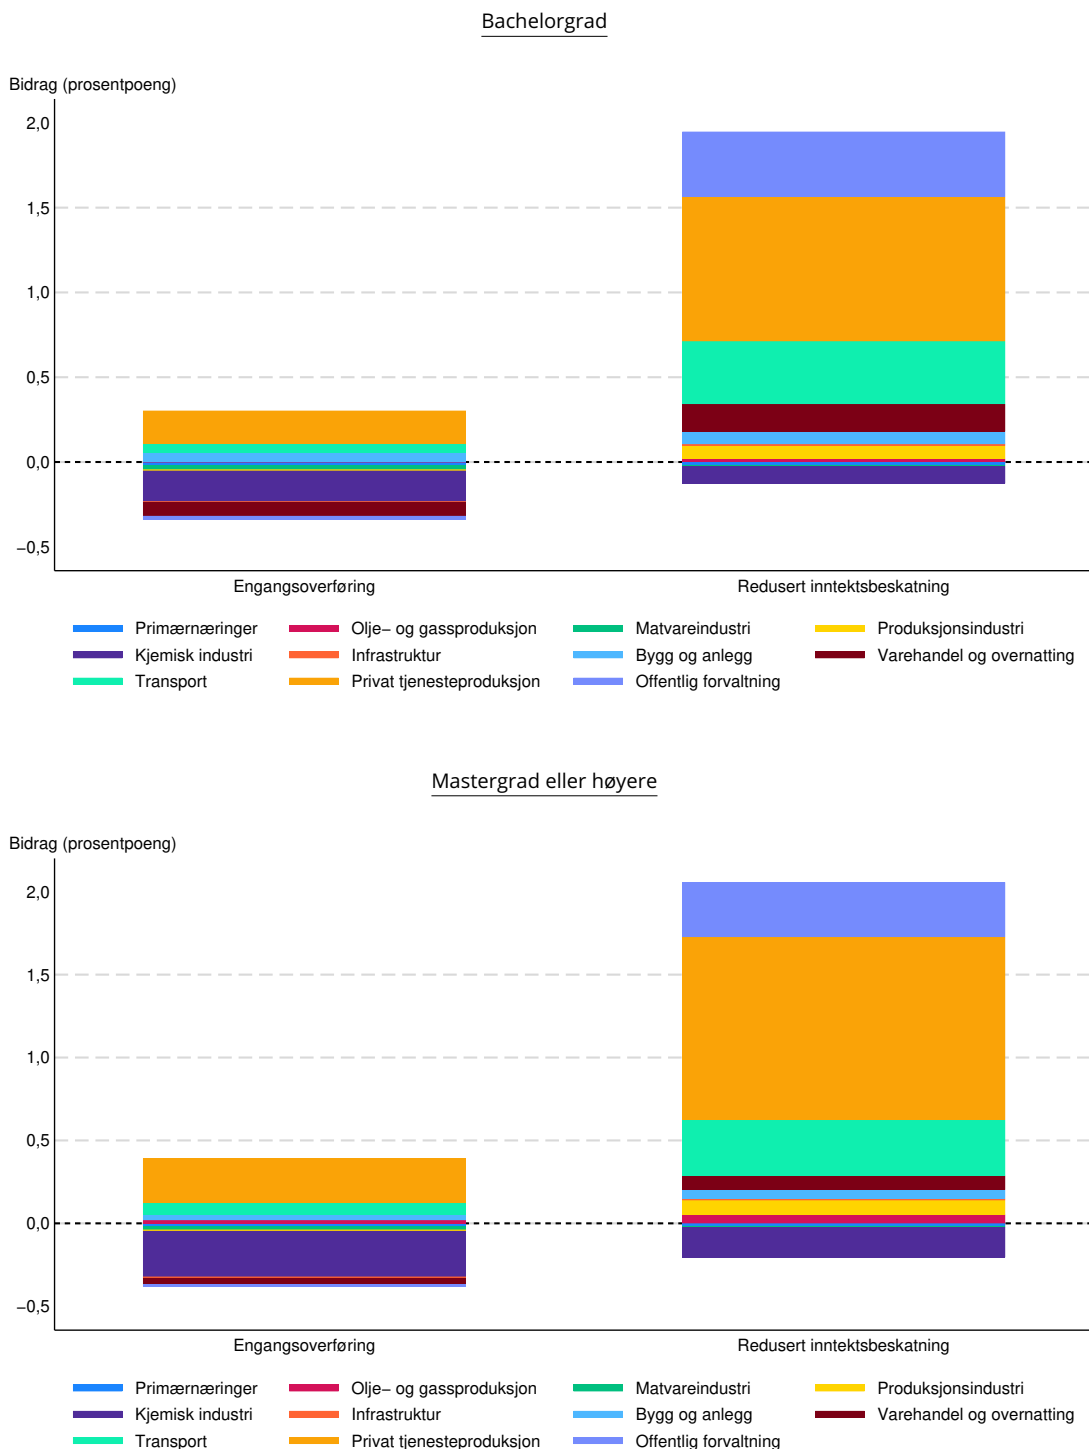 Bachelorgrad
Bidrag (prosentpoeng)
2,0
1,5
1,0
0,5
0,0
−0,5
Engangsoverføring Redusert inntektsbeskatning
Primærnæringer Olje− og gassproduksjon Matvareindustri Produksjonsindustri
Kjemisk industri Infrastruktur Bygg og anlegg Varehandel og overnatting
Transport Privat tjenesteproduksjon Offentlig forvaltning
Mastergrad eller høyere
Bidrag (prosentpoeng)
2,0
1,5
1,0
0,5
0,0
−0,5
Engangsoverføring Redusert inntektsbeskatning
Primærnæringer Olje− og gassproduksjon Matvareindustri Produksjonsindustri
Kjemisk industri Infrastruktur Bygg og anlegg Varehandel og overnatting
Transport Privat tjenesteproduksjon Offentlig forvaltning